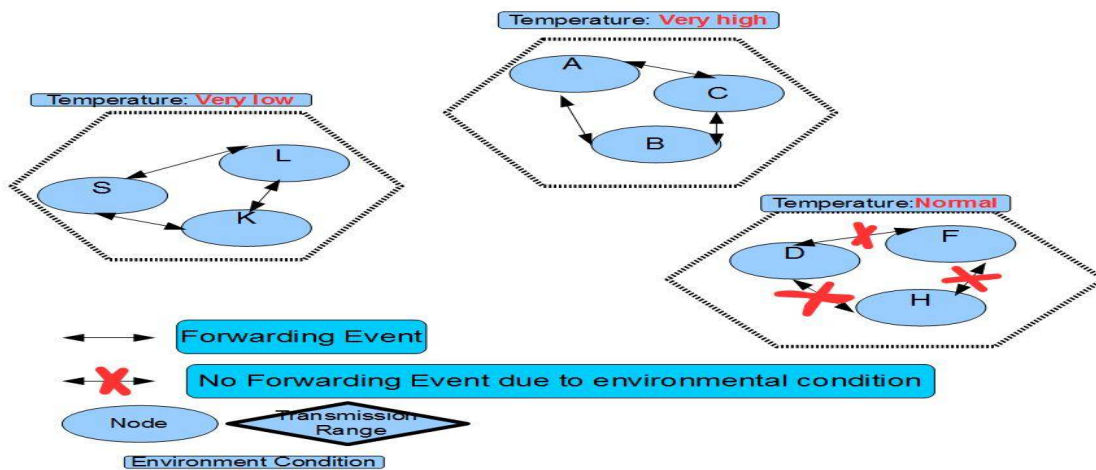 Temperature: Very high
A
C
B
Temperature: Very low
L
S
K
Temperature:Normal
F
D
H
Forwarding Event
No Forwarding Event due to environmental condition
Node
Transmission
Range
Environment Condition